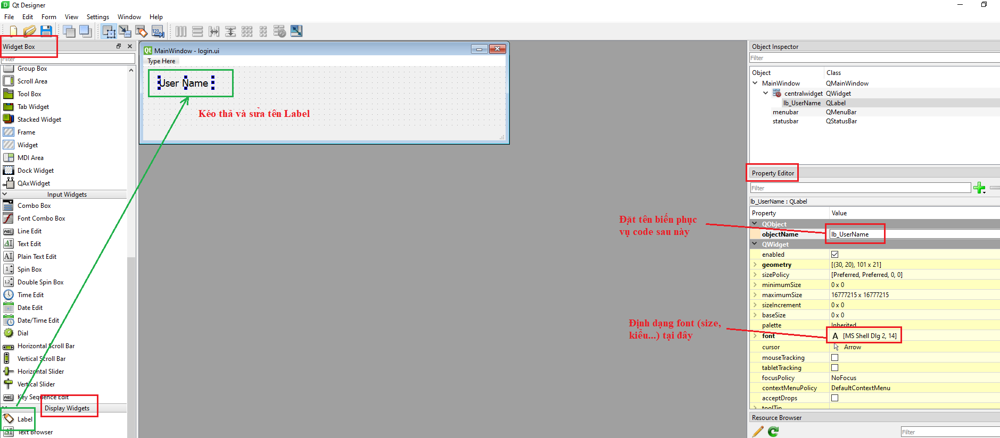 Qt Designer
File Edit Form View Settings Window Help
Widget Box
Filter
Group Box
Scroll Area
Tool Box
Tab Widget
Stacked Widget
Frame
Widget
MDI Area
Dock Widget
QAxWidget
Input Widgets
Combo Box
Font Combo Box
Line Edit
Text Edit
Plain Text Edit
Spin Box
Double Spin Box
Time Edit
Date Edit
Date/Time Edit
Dial
Horizontal Scroll Bar
Vertical Scroll Bar
Horizontal Slider
Vertical Slider
Key Sequence Edit
Display Widgets
Label
Text Browser
MainWindow - login.ui
Type Here
User Name
Kéo thả và sửa tên Label
Đặt tên biến phục
vụ code sau này
Định dạng font (size,
kiểu...) tại đây
Object Inspector
Filter
Object Class
MainWindow QMainWindow
centralwidget QWidget
lb_UserName QLabel
menubar QMenuBar
statusbar QStatusBar
Property Editor
Filter
lb_UserName : QLabel
Property Value
QObject
objectName lb_UserName
QWidget
enabled
geometry [(30, 20), 101 x 21]
sizePolicy [Preferred, Preferred, 0, 0]
minimumSize 0 x 0
maximumSize 16777215 x 16777215
sizeIncrement 0 x 0
baseSize 0 x 0
palette Inherited
font A [MS Shell Dlg 2, 14]
cursor Arrow
mouseTracking
tabletTracking
focusPolicy NoFocus
contextMenuPolicy DefaultContextMenu
acceptDrops
toolTip
Resource Browser
Filter